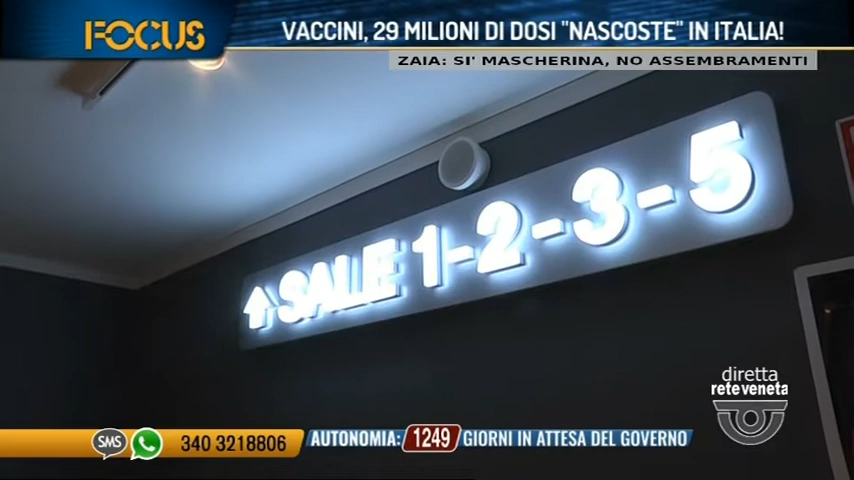 FOCUS
VACCINI, 29 MILIONI DI DOSI "NASCOSTE" IN ITALIA!
ZAIA: SI' MASCHERINA, NO ASSEMBRAMENTI
SALE 1-2-3-5
diretta
reteveneta
SMS 340 3218806
AUTONOMIA: 1249 GIORNI IN ATTESA DEL GOVERNO